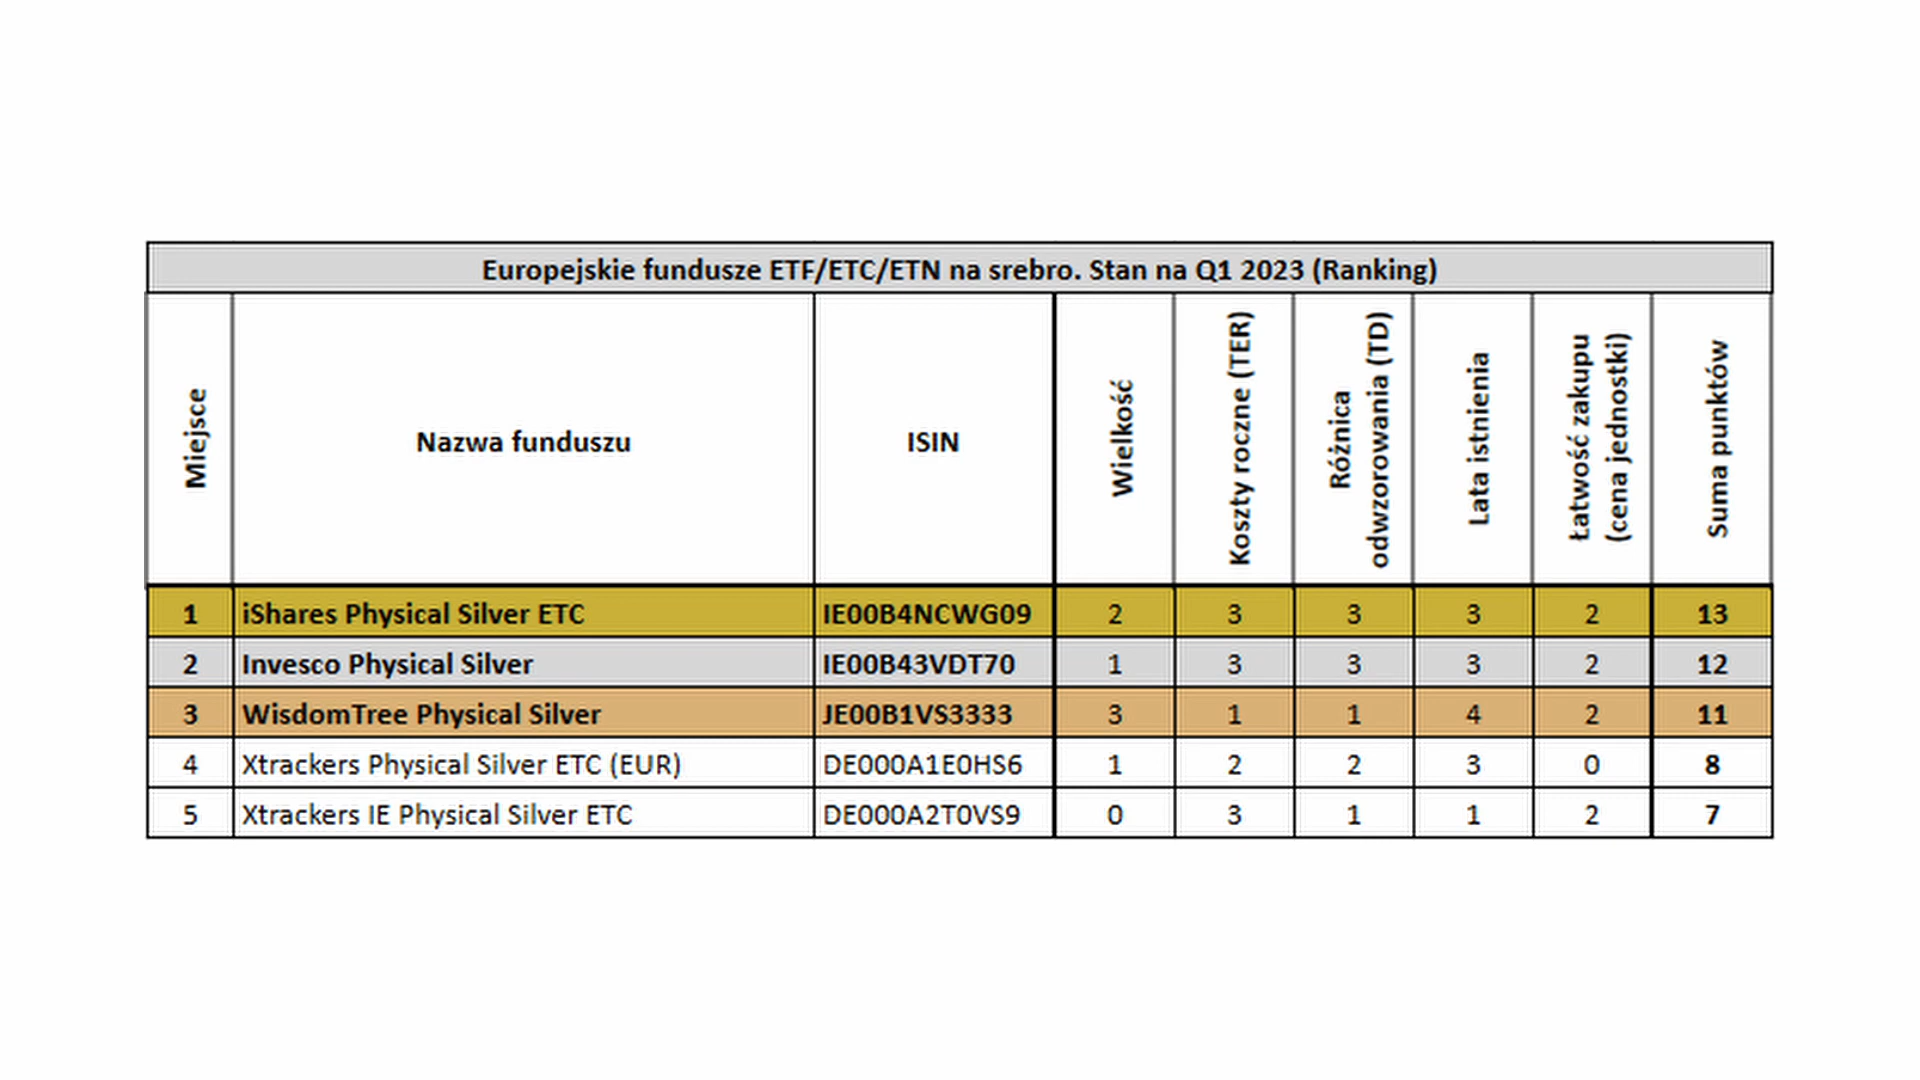 Europejskie fundusze ETF/ETC/ETN na srebro. Stan na Q1 2023 (Ranking)
Miejsce
Nazwa funduszu
ISIN
Wielkość
Koszty roczne (TER)
Różnica
odwzorowania (TD)
Lata istnienia
Łatwość zakupu
(cena jednostki)
Suma punktów
1 iShares Physical Silver ETC IE00B4NCWG09 2 3 3 3 2 13
2 Invesco Physical Silver IE00B43VDT70 1 3 3 3 2 12
3 WisdomTree Physical Silver JE00B1VS3333 3 1 1 4 2 11
4 Xtrackers Physical Silver ETC (EUR) DE000A1E0HS6 1 2 2 3 0 8
5 Xtrackers IE Physical Silver ETC DE000A2T0VS9 0 3 1 1 2 7